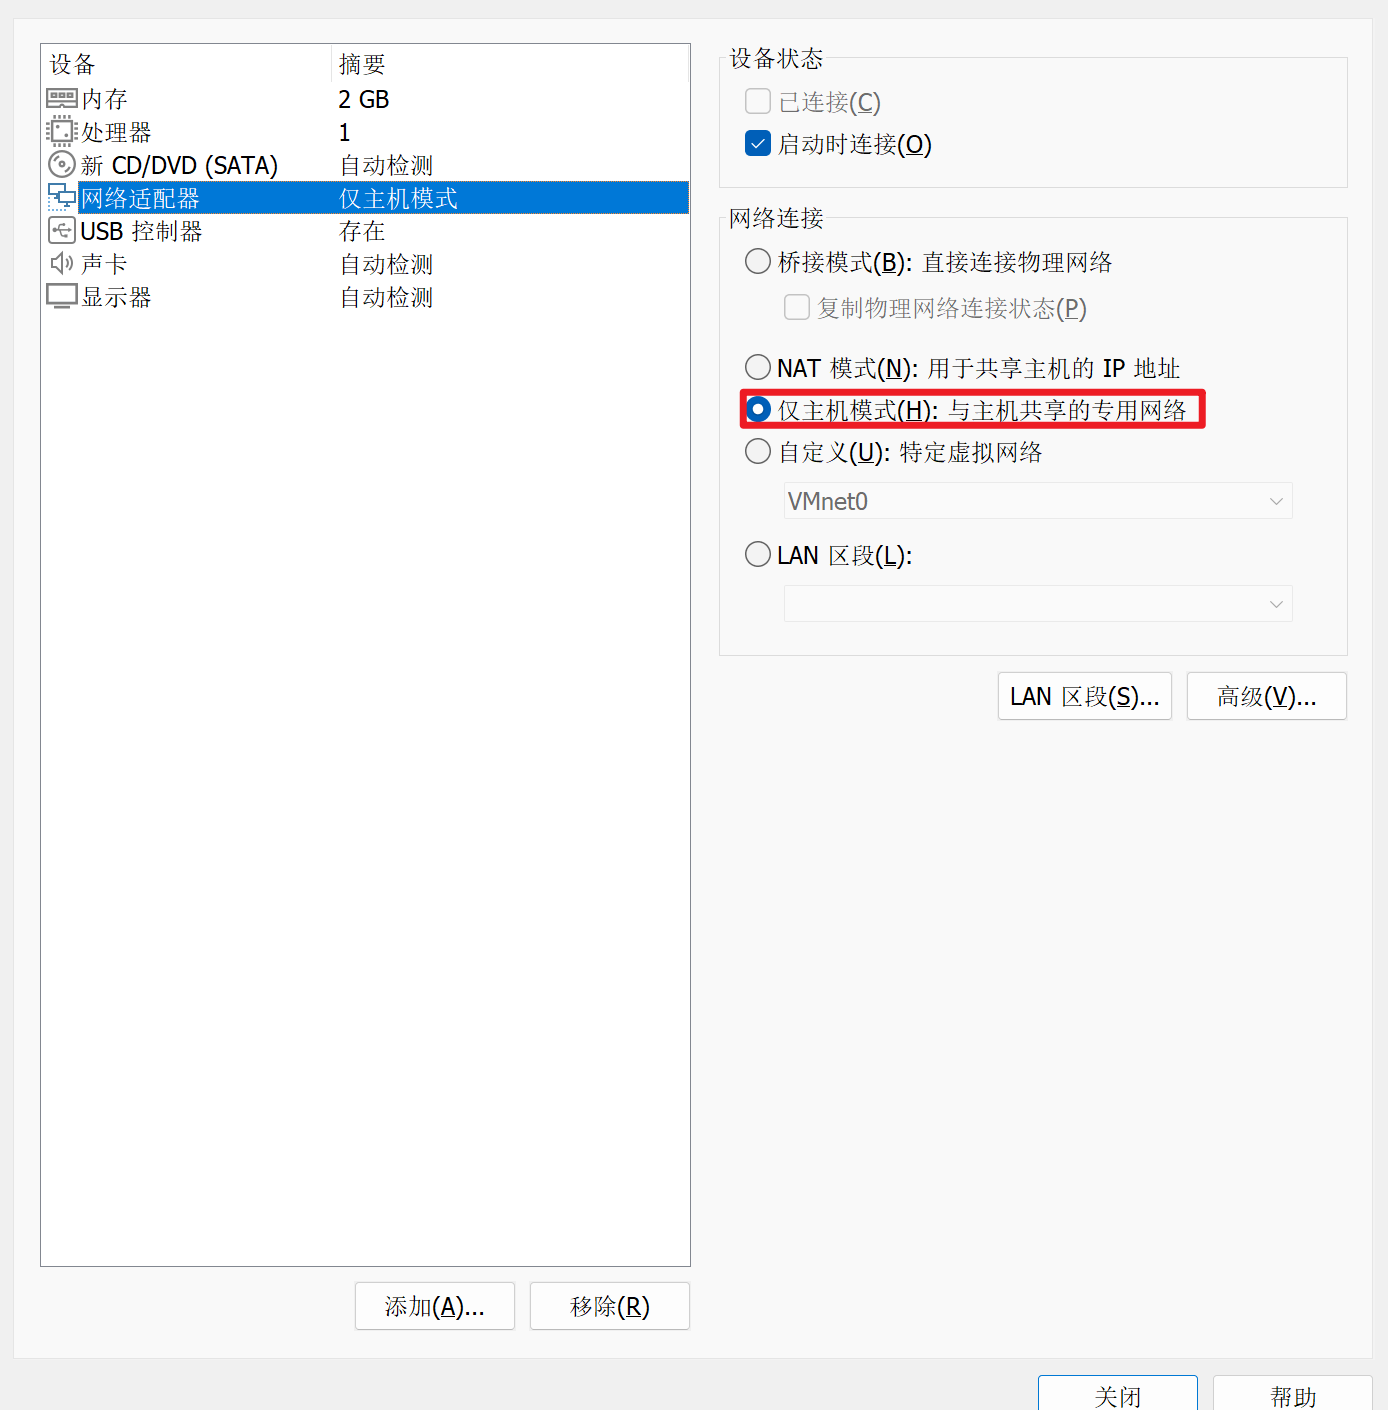 设备 摘要
内存 2 GB
处理器 1
新 CD/DVD (SATA) 自动检测
网络适配器 仅主机模式
USB 控制器 存在
声卡 自动检测
显示器 自动检测
添加(A)... 移除(R)
设备状态
已连接(C)
启动时连接(O)
网络连接
桥接模式(B): 直接连接物理网络
复制物理网络连接状态(P)
NAT 模式(N): 用于共享主机的 IP 地址
仅主机模式(H): 与主机共享的专用网络
自定义(U): 特定虚拟网络
VMnet0
LAN 区段(L):
LAN 区段(S)... 高级(V)...
关闭 帮助